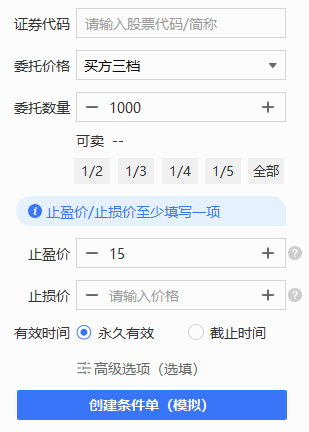 证券代码 请输入股票代码/简称
委托价格 买方三档
委托数量 1000
可卖 --
1/2 1/3 1/4 1/5 全部
止盈价/止损价至少填写一项
止盈价 15
止损价 请输入价格
有效时间 永久有效 截止时间
高级选项（选填）
创建条件单（模拟）